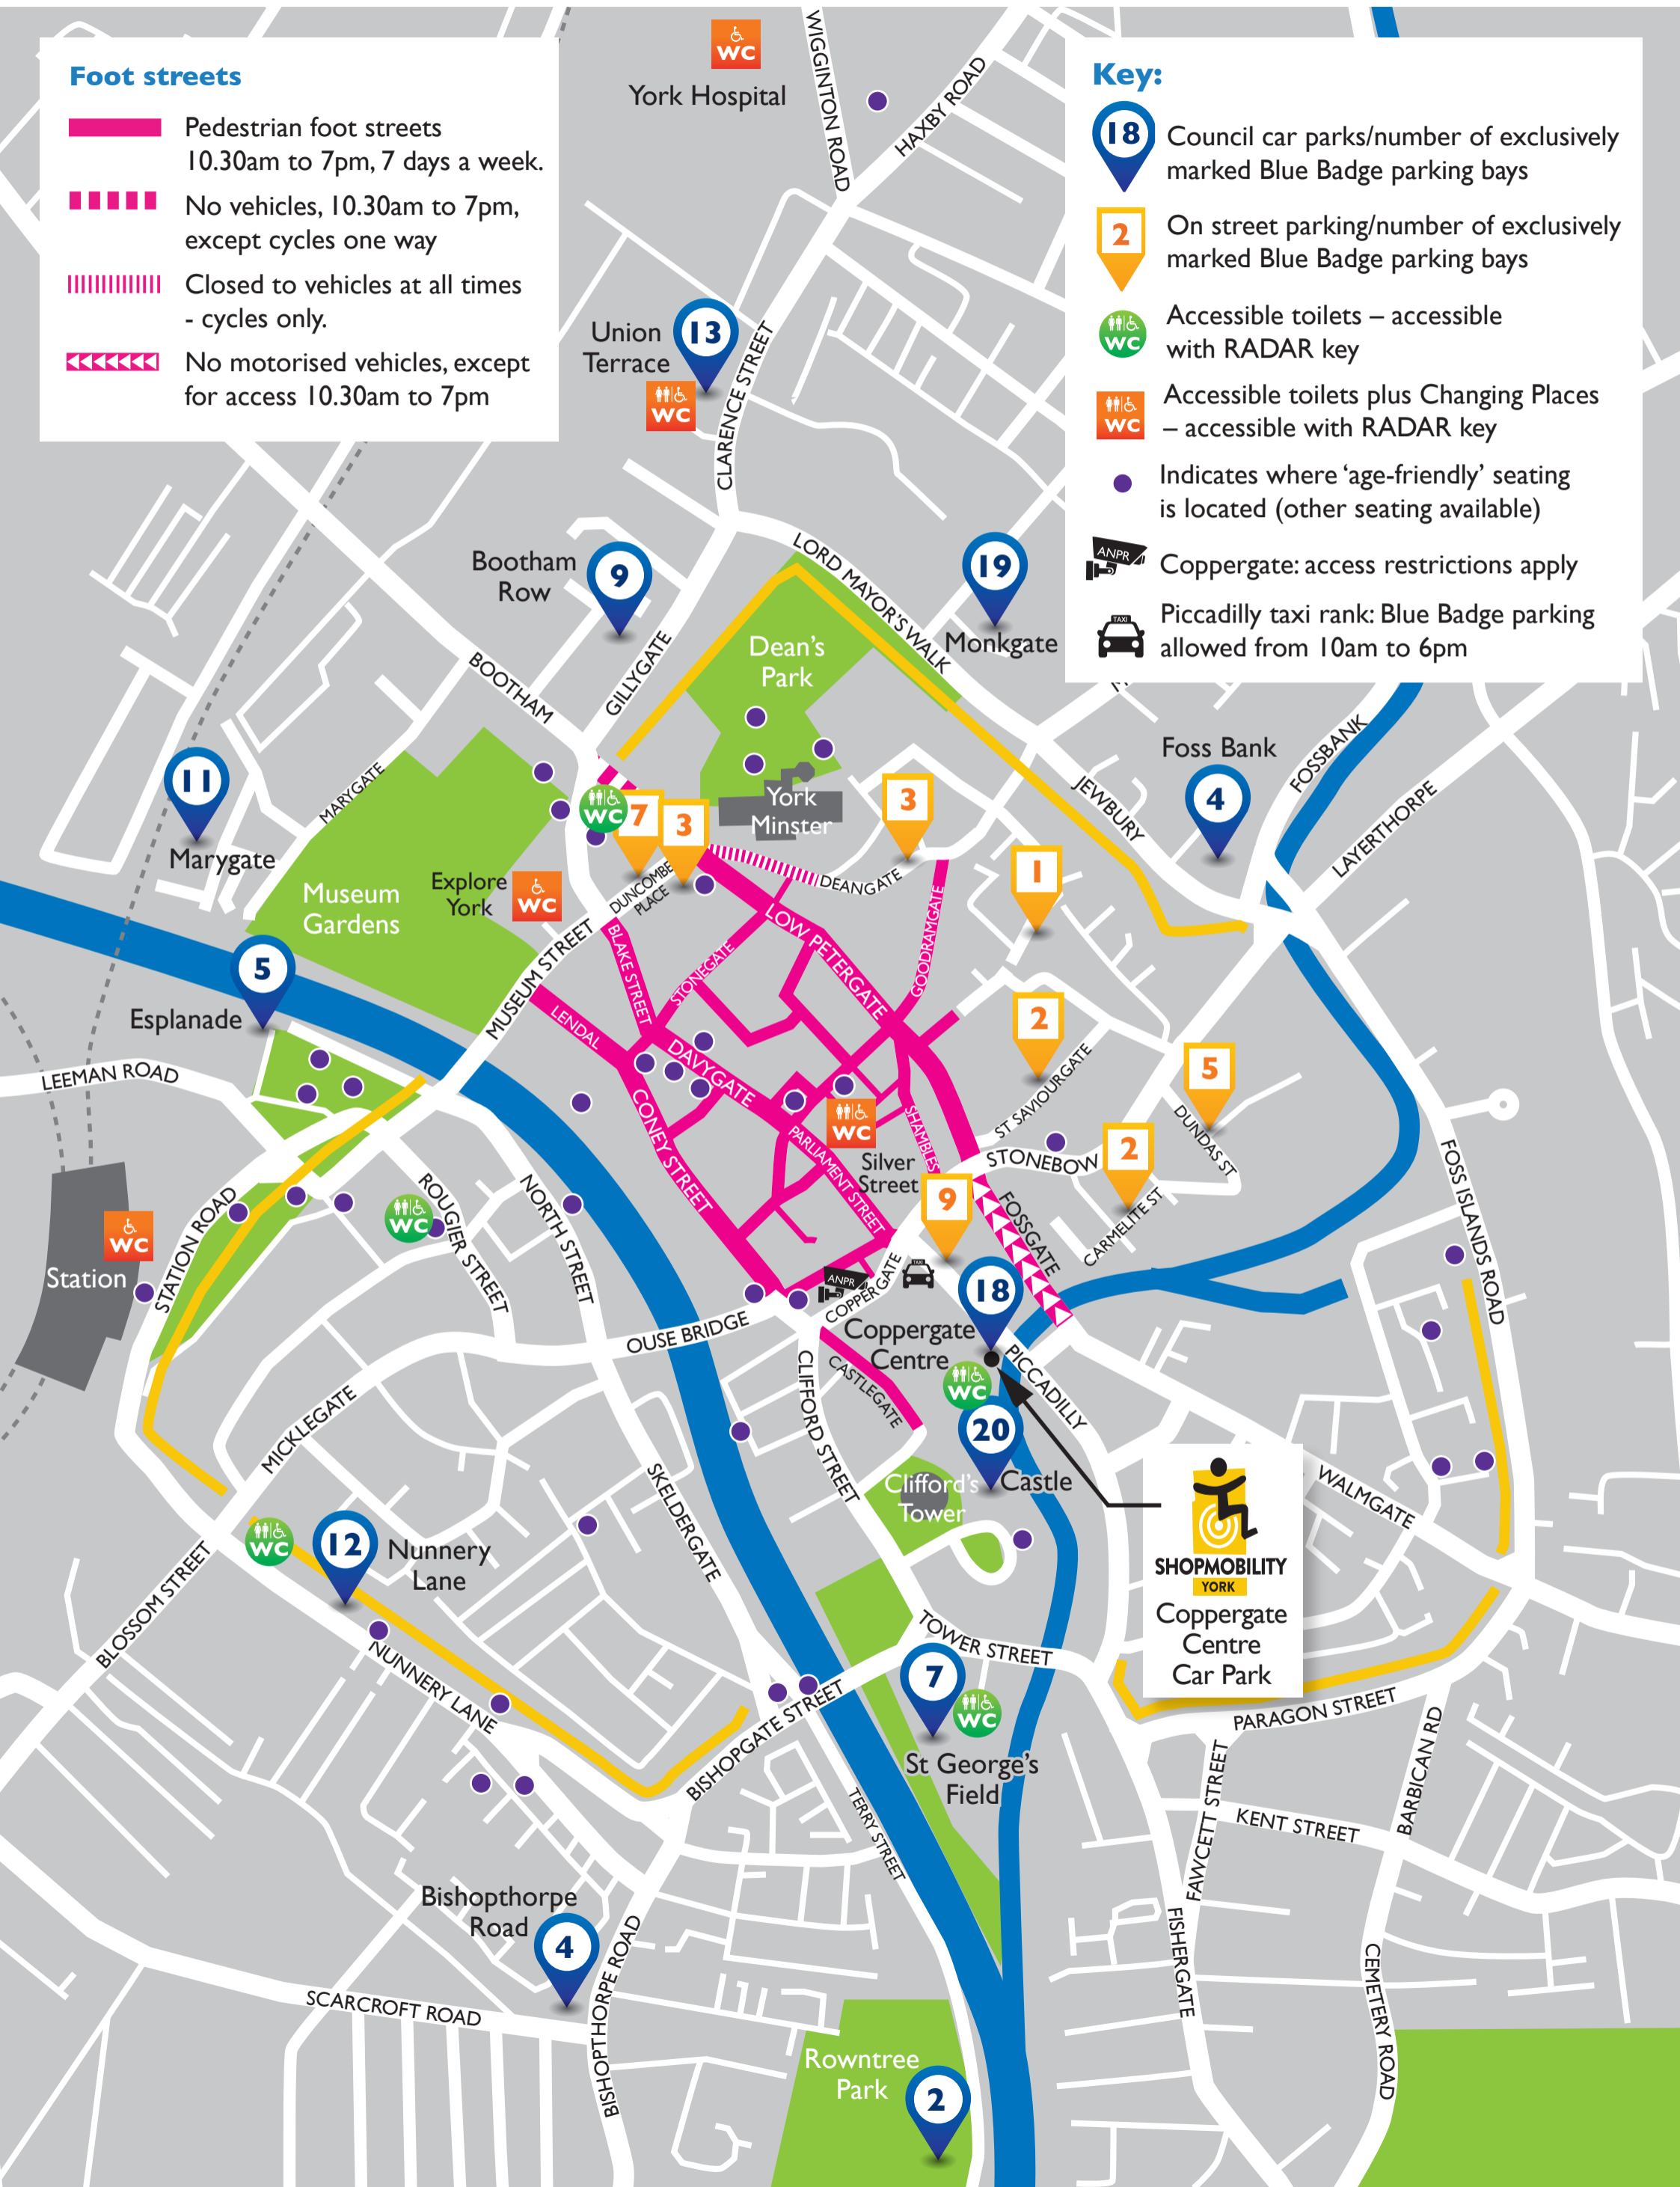 Foot streets
Pedestrian foot streets
10.30am to 7pm, 7 days a week.
No vehicles, 10.30am to 7pm,
except cycles one way
Closed to vehicles at all times
- cycles only.
No motorised vehicles, except
for access 10.30am to 7pm
Key:
18
Council car parks/number of exclusively
marked Blue Badge parking bays
2
On street parking/number of exclusively
marked Blue Badge parking bays
WC
Accessible toilets – accessible
with RADAR key
WC
Accessible toilets plus Changing Places
– accessible with RADAR key
Indicates where ‘age-friendly’ seating
is located (other seating available)
ANPR
Coppergate: access restrictions apply
TAXI
Piccadilly taxi rank: Blue Badge parking
allowed from 10am to 6pm
WC
York Hospital
WIGGINTON ROAD
HAXBY ROAD
Union
Terrace
13
WC
CLARENCE STREET
LORD MAYOR'S WALK
Bootham
Row
9
19
Monkgate
BOOTHAM
GILLYGATE
Dean's
Park
11
Marygate
MARYGATE
WC
7
3
York
Minster
3
JEWBURY
Foss Bank
4
FOSSBANK
LAYERTHORPE
1
Museum
Gardens
Explore
York
WC
DUNCOMBE
PLACE
DEANGATE
5
Esplanade
MUSEUM STREET
BLAKE STREET
STONEGATE
LOW PETERGATE
GOODRAMGATE
LENDAL
2
5
LEEMAN ROAD
DAVYGATE
CONEY STREET
PARLIAMENT STREET
WC
Silver
Street
SHAMBLES
ST SAVIOURGATE
STONEBOW
2
DUNDAS ST
CARMELITE ST
9
FOSSGATE
FOSS ISLANDS ROAD
WC
Station
STATION ROAD
WC
ROUGIER STREET
NORTH STREET
OUSE BRIDGE
ANPR
COPPERGATE
TAXI
18
Coppergate
Centre
WC
PICCADILLY
CASTLEGATE
CLIFFORD STREET
20
Castle
Clifford's
Tower
MICKLEGATE
SKELDERGATE
WALMGATE
SHOPMOBILITY
YORK
Coppergate
Centre
Car Park
WC
12
Nunnery
Lane
BLOSSOM STREET
NUNNERY LANE
BISHOPGATE STREET
TOWER STREET
7
WC
St George's
Field
PARAGON STREET
FAWCETT STREET
BARBICAN RD
KENT STREET
TERRY STREET
FISHERGATE
CEMETERY ROAD
Bishopthorpe
Road
4
SCARCROFT ROAD
BISHOPTHORPE ROAD
Rowntree
Park
2